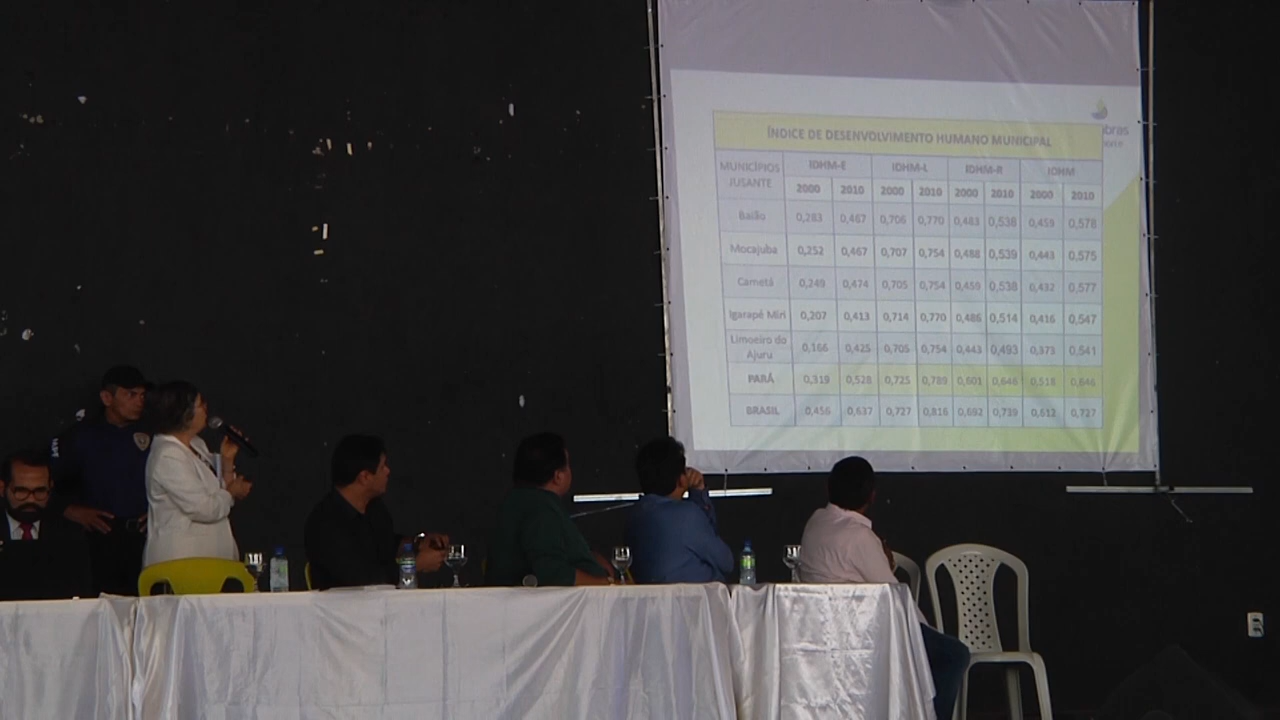 ÍNDICE DE DESENVOLVIMENTO HUMANO MUNICIPAL
MUNICÍPIOS JUSANTE IDHM-E IDHM-L IDHM-R IDHM
2000 2010 2000 2010 2000 2010 2000 2010
Baião 0,283 0,467 0,706 0,770 0,483 0,538 0,459 0,578
Mocajuba 0,252 0,467 0,707 0,754 0,488 0,539 0,443 0,575
Cametá 0,249 0,474 0,705 0,754 0,459 0,538 0,432 0,577
Igarapé Miri 0,207 0,413 0,714 0,770 0,486 0,514 0,416 0,547
Limoeiro do Ajuru 0,166 0,425 0,705 0,754 0,443 0,493 0,373 0,541
PARÁ 0,319 0,528 0,725 0,789 0,601 0,646 0,518 0,646
BRASIL 0,456 0,637 0,727 0,816 0,692 0,739 0,612 0,727